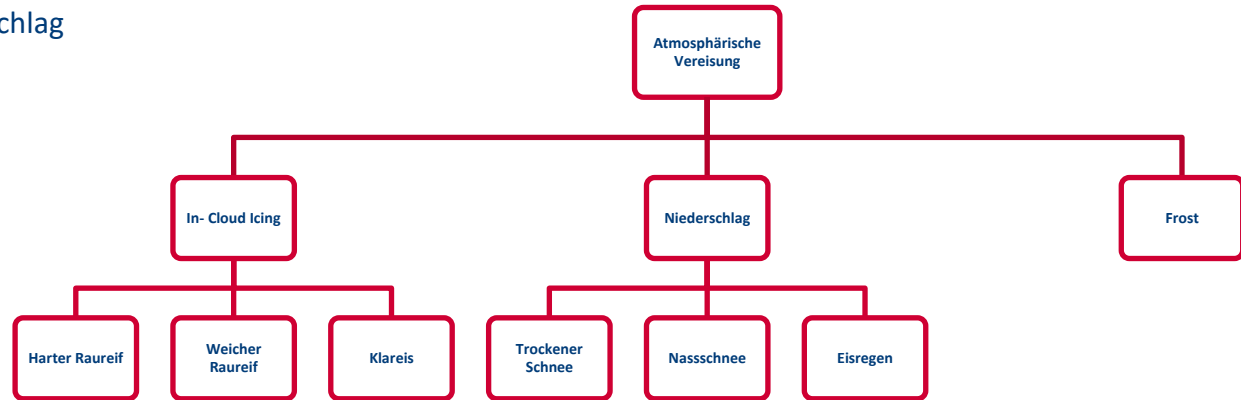 chlag
Atmosphärische
Vereisung
In- Cloud Icing
Niederschlag
Frost
Harter Raureif
Weicher
Raureif
Klareis
Trockener
Schnee
Nassschnee
Eisregen